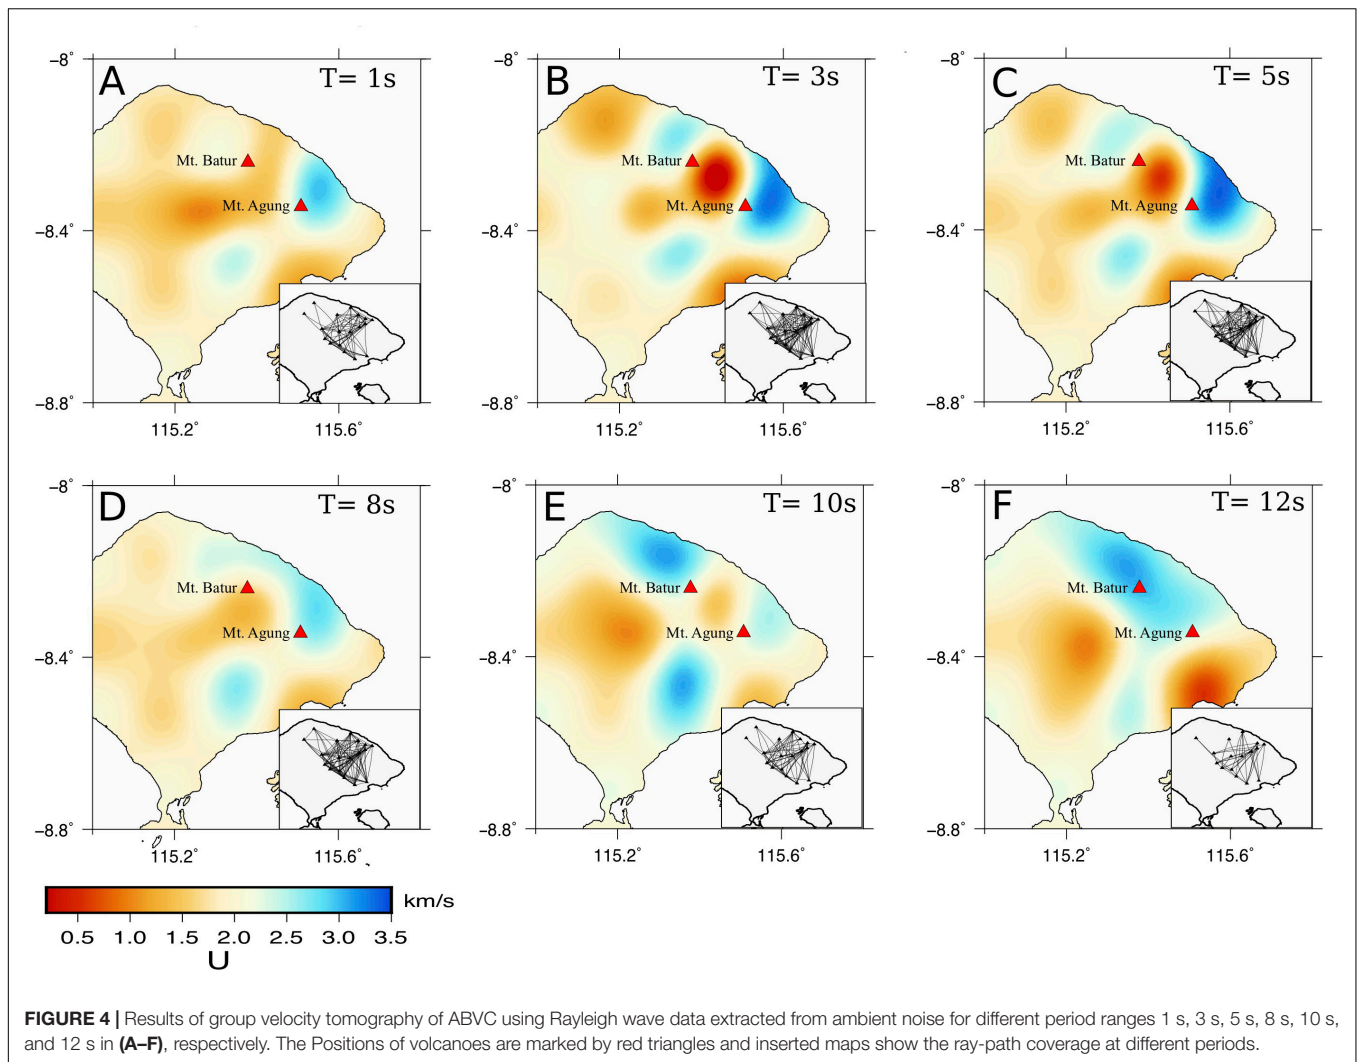 A
T= 1s
−8°
−8.4°
−8.8°
Mt. Batur
Mt. Agung
115.2°
115.6°
B
T= 3s
−8°
−8.4°
−8.8°
Mt. Batur
Mt. Agung
115.2°
115.6°
C
T= 5s
−8°
−8.4°
−8.8°
Mt. Batur
Mt. Agung
115.2°
115.6°
D
T= 8s
−8°
−8.4°
−8.8°
Mt. Batur
Mt. Agung
115.2°
115.6°
E
T= 10s
−8°
−8.4°
−8.8°
Mt. Batur
Mt. Agung
115.2°
115.6°
F
T= 12s
−8°
−8.4°
−8.8°
Mt. Batur
Mt. Agung
115.2°
115.6°
km/s
0.5 1.0 1.5 2.0 2.5 3.0 3.5
U
FIGURE 4 | Results of group velocity tomography of ABVC using Rayleigh wave data extracted from ambient noise for different period ranges 1 s, 3 s, 5 s, 8 s, 10 s,
and 12 s in (A–F), respectively. The Positions of volcanoes are marked by red triangles and inserted maps show the ray-path coverage at different periods.